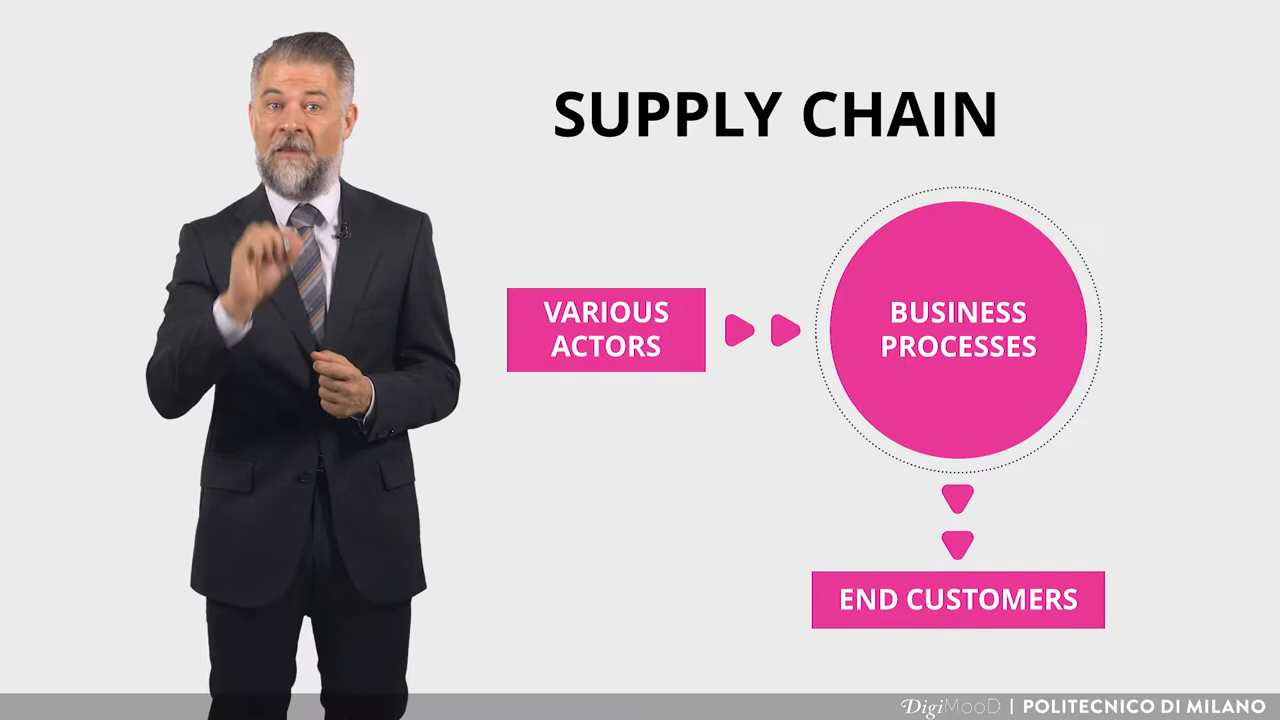 SUPPLY CHAIN
VARIOUS
ACTORS
BUSINESS
PROCESSES
END CUSTOMERS
DigiMooD | POLITECNICO DI MILANO